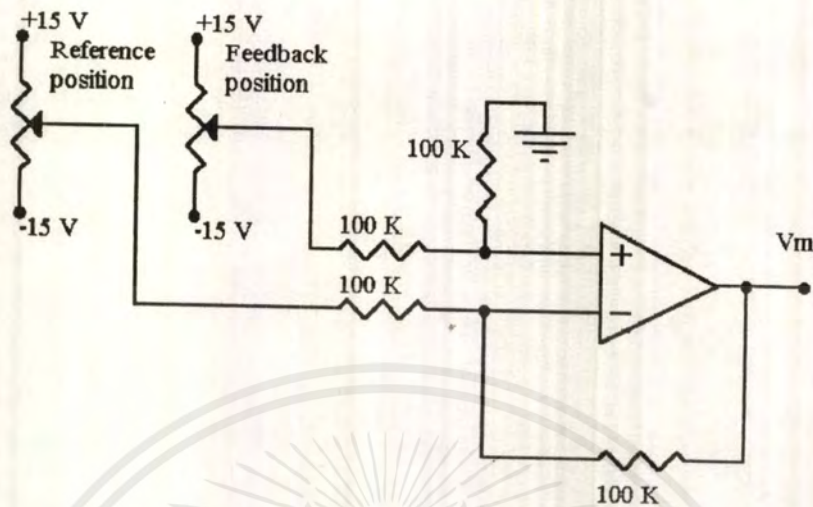 +15 V
Reference
position
+15 V
Feedback
position
100 K
-15 V
-15 V
100 K
100 K
+
−
Vm
100 K